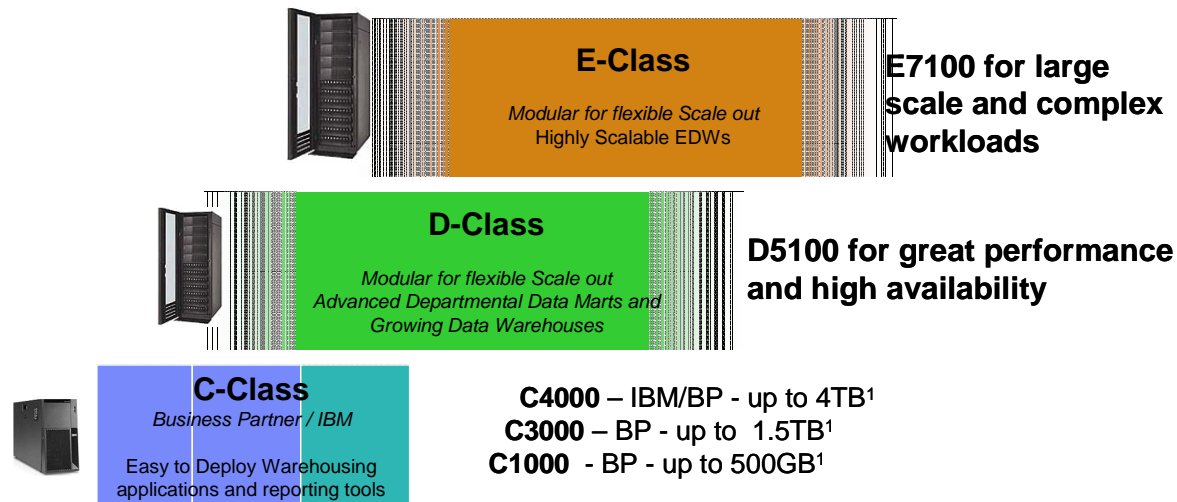 E-Class
Modular for flexible Scale out
Highly Scalable EDWs
E7100 for large
scale and complex
workloads
D-Class
Modular for flexible Scale out
Advanced Departmental Data Marts and
Growing Data Warehouses
D5100 for great performance
and high availability
C-Class
Business Partner / IBM
Easy to Deploy Warehousing
applications and reporting tools
C4000 – IBM/BP - up to 4TB¹
C3000 – BP - up to 1.5TB¹
C1000 - BP - up to 500GB¹